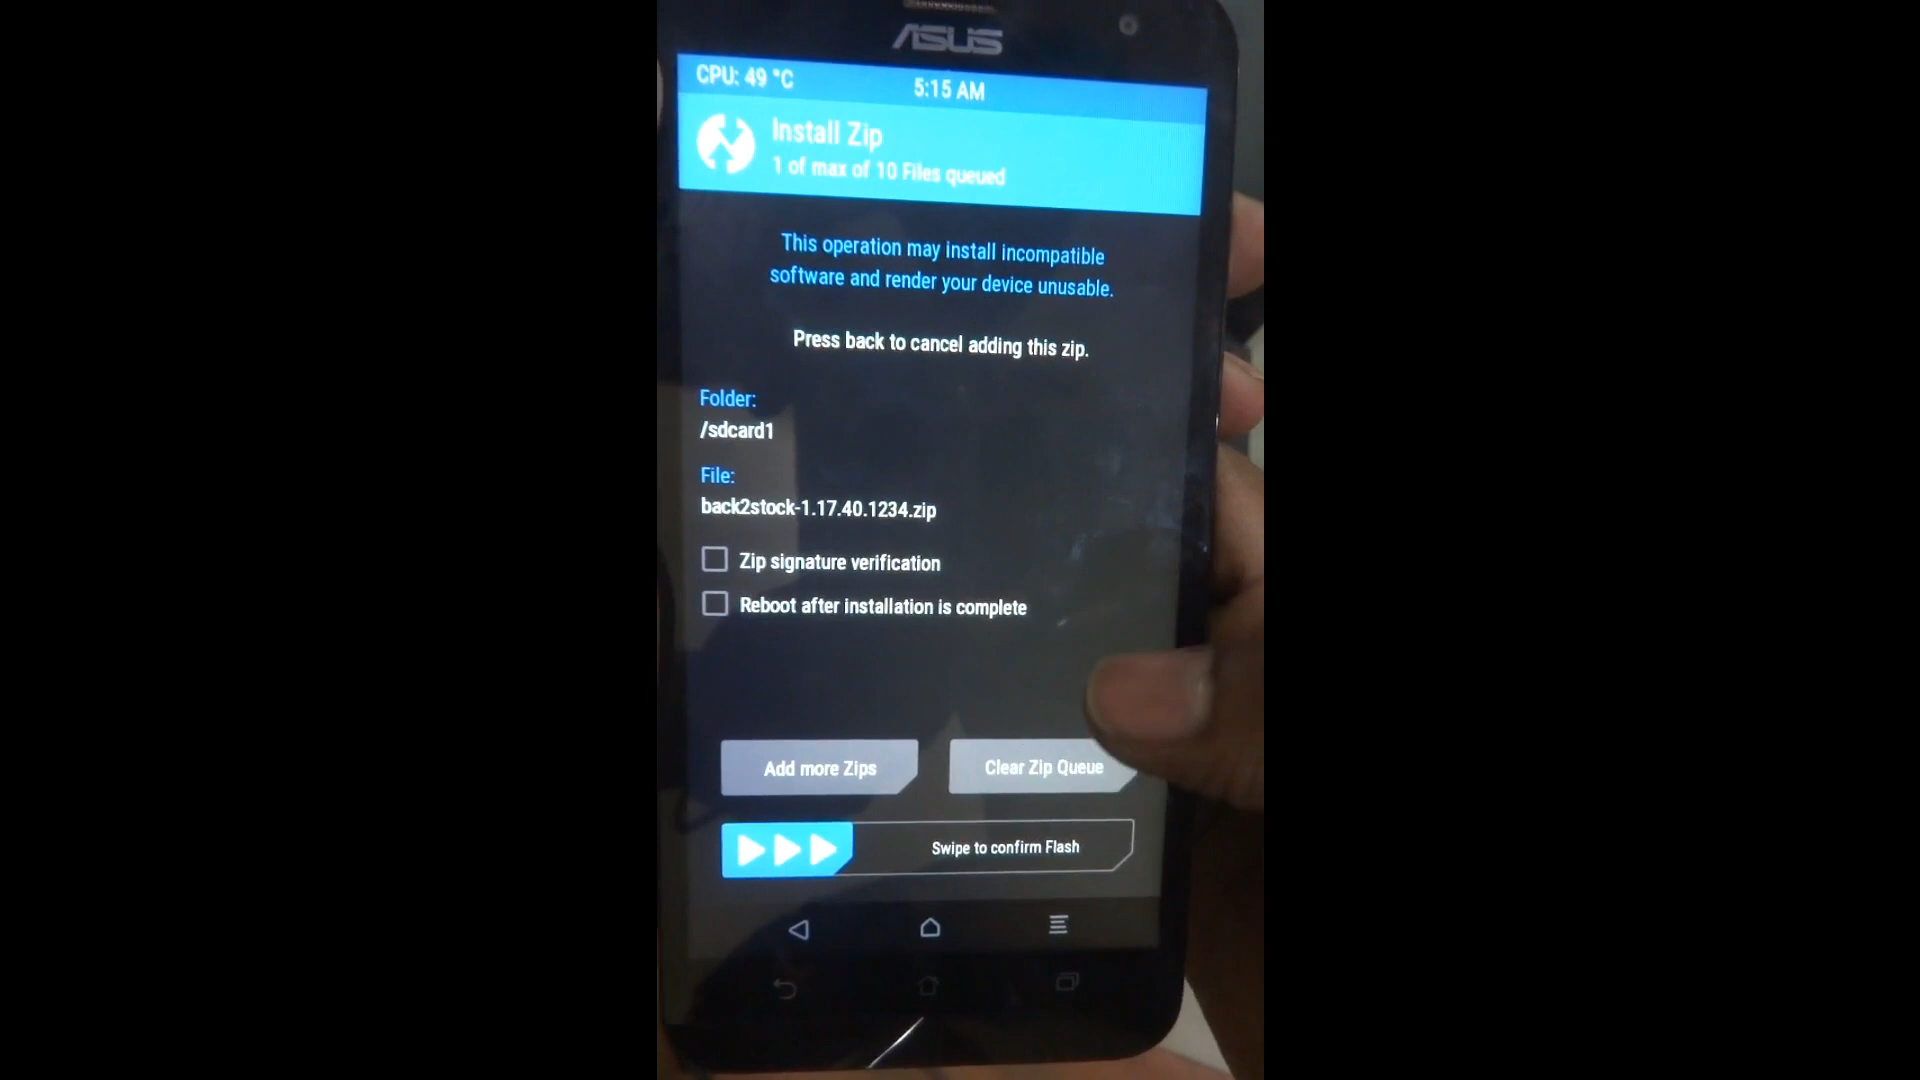 ASUS
CPU: 49 °C
5:15 AM
Install Zip
1 of max of 10 Files queued
This operation may install incompatible
software and render your device unusable.
Press back to cancel adding this zip.
Folder:
/sdcard1
File:
back2stock-1.17.40.1234.zip
Zip signature verification
Reboot after installation is complete
Add more Zips
Clear Zip Queue
Swipe to confirm Flash